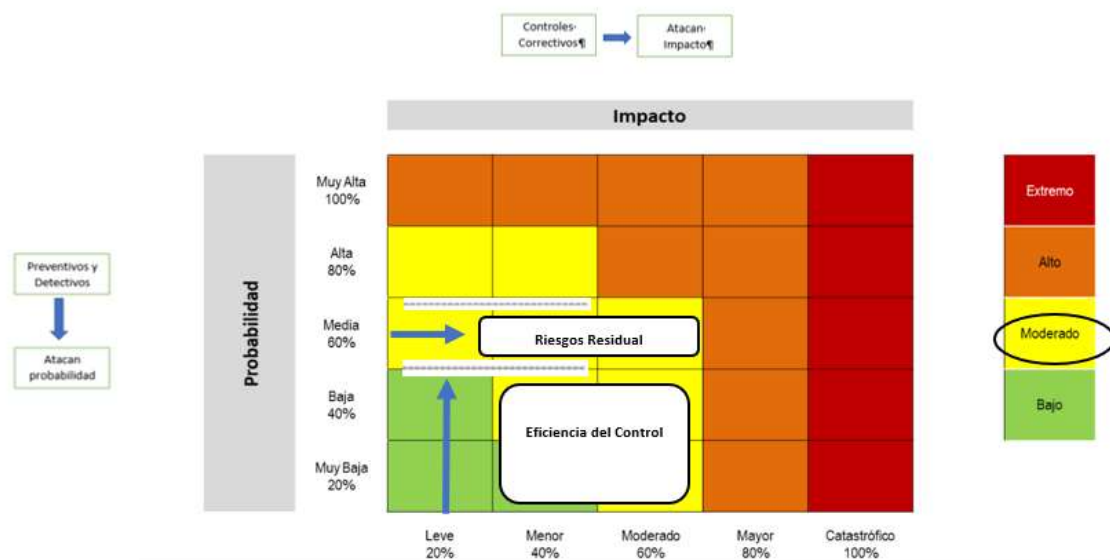 Controles-
Correctivos¶
Atacan-
Impacto¶
Impacto
Probabilidad
Preventivos y
Detectivos
Atacan
probabilidad
Muy Alta
100%
Alta
80%
Media
60%
Baja
40%
Muy Baja
20%
Riesgos Residual
Eficiencia del Control
Leve
20%
Menor
40%
Moderado
60%
Mayor
80%
Catastrófico
100%
Extremo
Alto
Moderado
Bajo